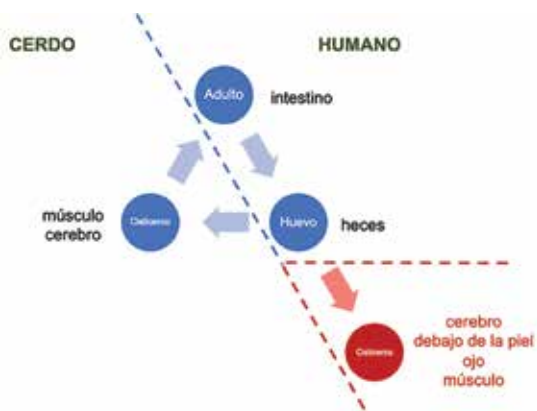 CERDO
HUMANO
Adulto
intestino
músculo
cerebro
Cisticerco
Huevo
heces
Cisticerco
cerebro
debajo de la piel
ojo
músculo